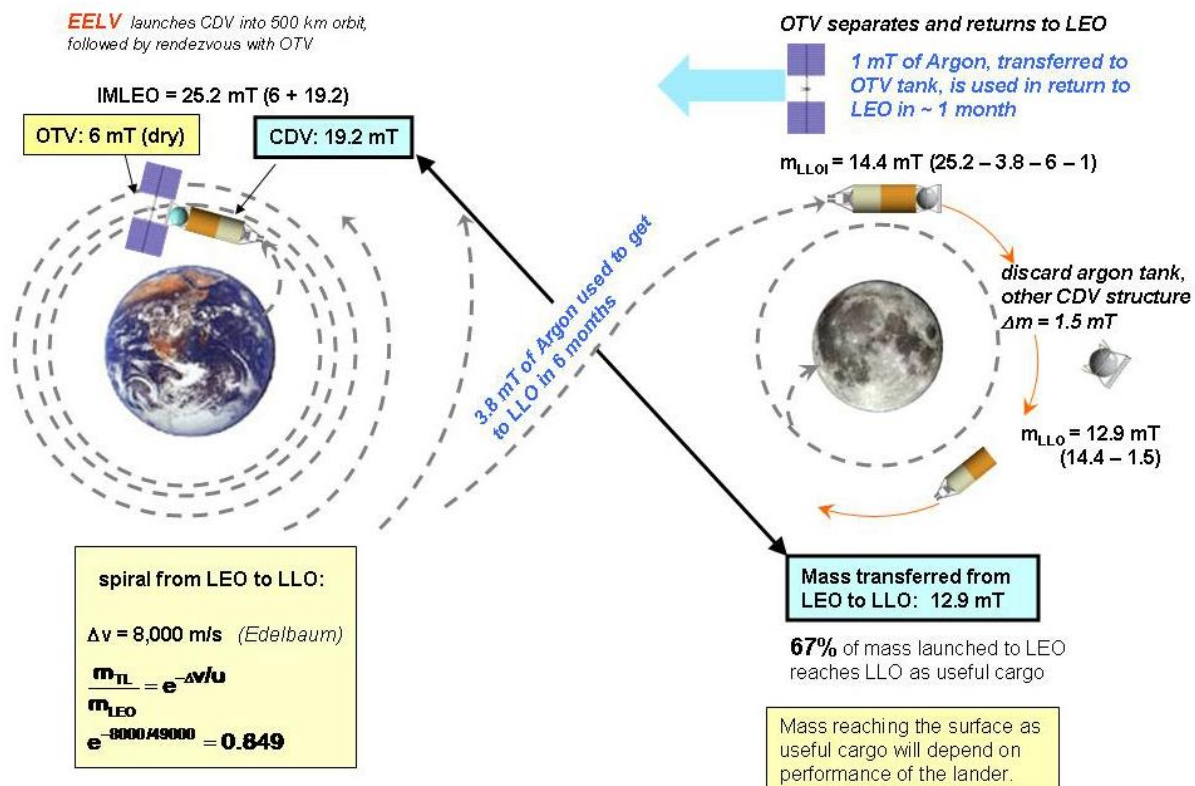 EELV launches CDV into 500 km orbit,
followed by rendezvous with OTV
IMLEO = 25.2 mT (6 + 19.2)
OTV: 6 mT (dry)
CDV: 19.2 mT
3.8 mT of Argon used to get
to LLO in 6 months
OTV separates and returns to LEO
1 mT of Argon, transferred to
OTV tank, is used in return to
LEO in ~ 1 month
m_LLOI = 14.4 mT (25.2 – 3.8 – 6 – 1)
discard argon tank,
other CDV structure
Δm = 1.5 mT
m_LLO = 12.9 mT
(14.4 – 1.5)
spiral from LEO to LLO:
Δv = 8,000 m/s (Edelbaum)
m_TL / m_LEO = e^-Δv/u
e^-8000/49000 = 0.849
Mass transferred from
LEO to LLO: 12.9 mT
67% of mass launched to LEO
reaches LLO as useful cargo
Mass reaching the surface as
useful cargo will depend on
performance of the lander.